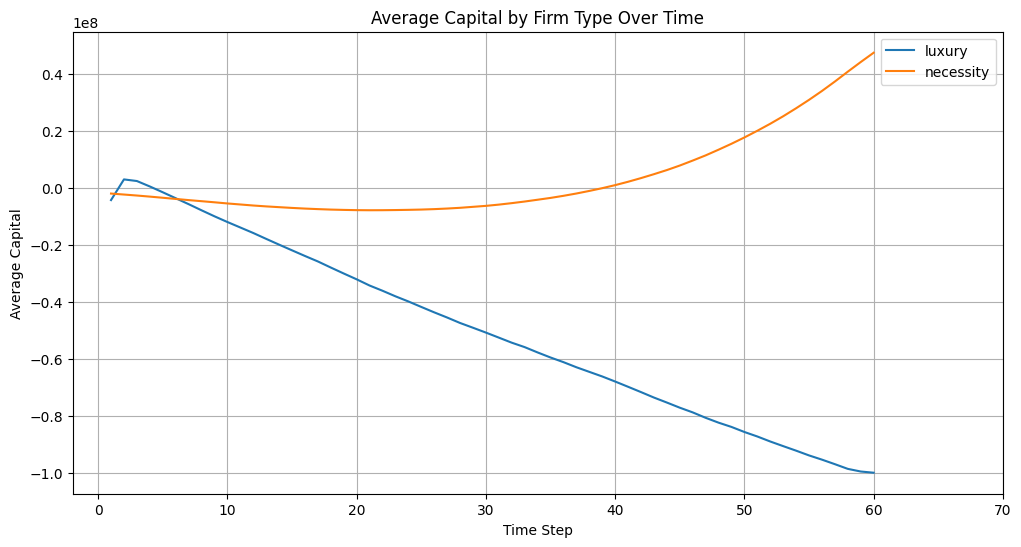 Average Capital by Firm Type Over Time
1e8
luxury
necessity
0.4
0.2
0.0
−0.2
−0.4
−0.6
−0.8
−1.0
Average Capital
0 10 20 30 40 50 60 70
Time Step